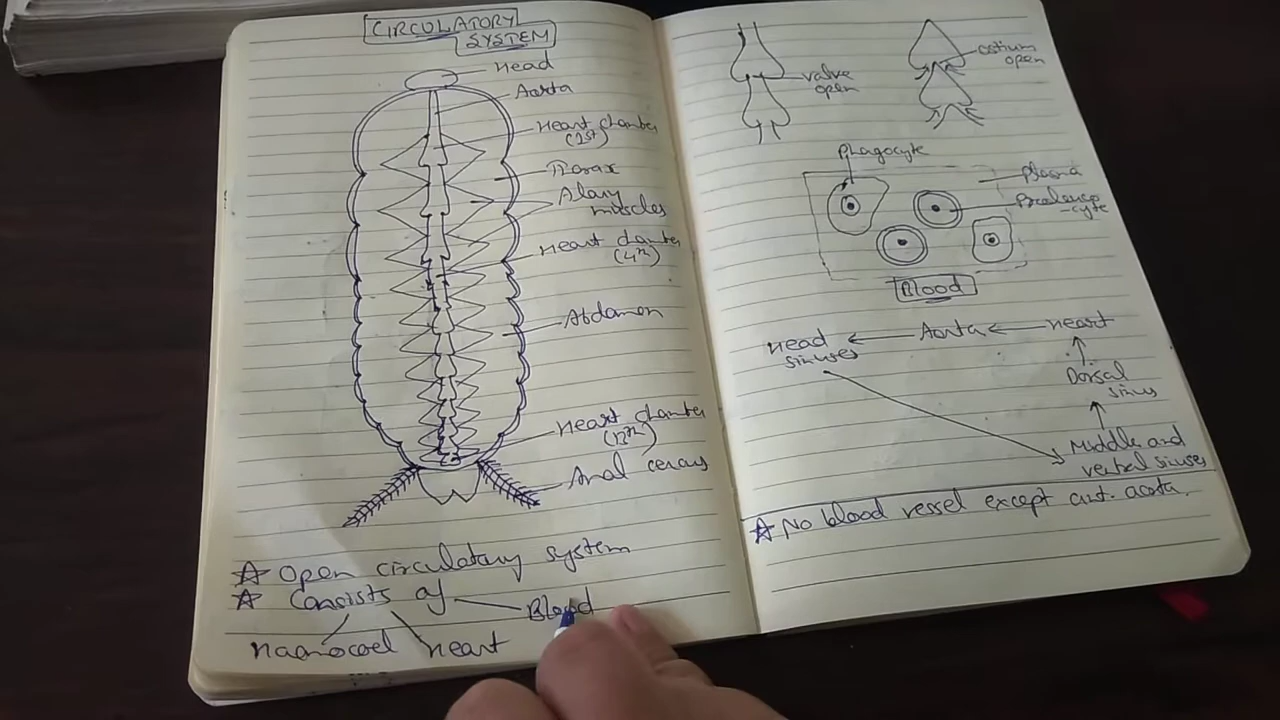 CIRCULATORY
SYSTEM
Head
Aorta
Heart chamber
(1st)
Thorax
Alary
muscles
Heart chamber
(4th)
Abdomen
Heart chamber
(12th)
Anal cercus
☆ Open circulatory system
☆ Consists of
Blood
Haemocoel heart
valve
open
ostium
open
Phagocyte
Plasma
Proleuco
-cyte
Blood
Head
sinuses
Aorta
heart
Dorsal
sinus
Middle and
ventral sinuses
☆ No blood vessel except ant. aorta.